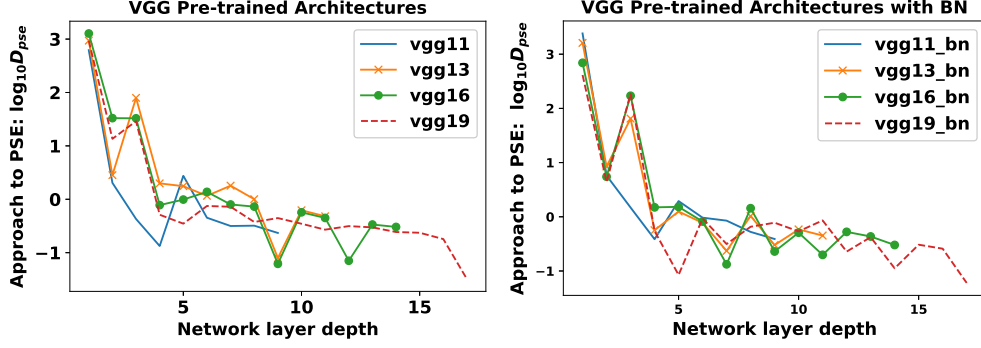 VGG Pre-trained Architectures
Approach to PSE: log₁₀D_pse
3
2
1
0
−1
vgg11
vgg13
vgg16
vgg19
5
10
15
Network layer depth
VGG Pre-trained Architectures with BN
Approach to PSE: log₁₀D_pse
3
2
1
0
−1
vgg11_bn
vgg13_bn
vgg16_bn
vgg19_bn
5
10
15
Network layer depth